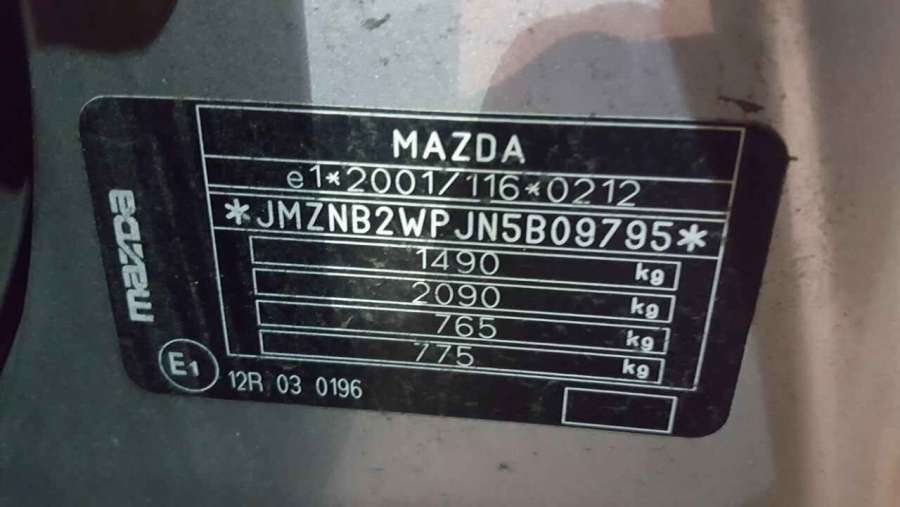 MAZDA
e1*2001/116*0212
*JMZNB2WPJN5B09795*
1490 kg
2090 kg
765 kg
775 kg
mazda
E1 12R 03 0196